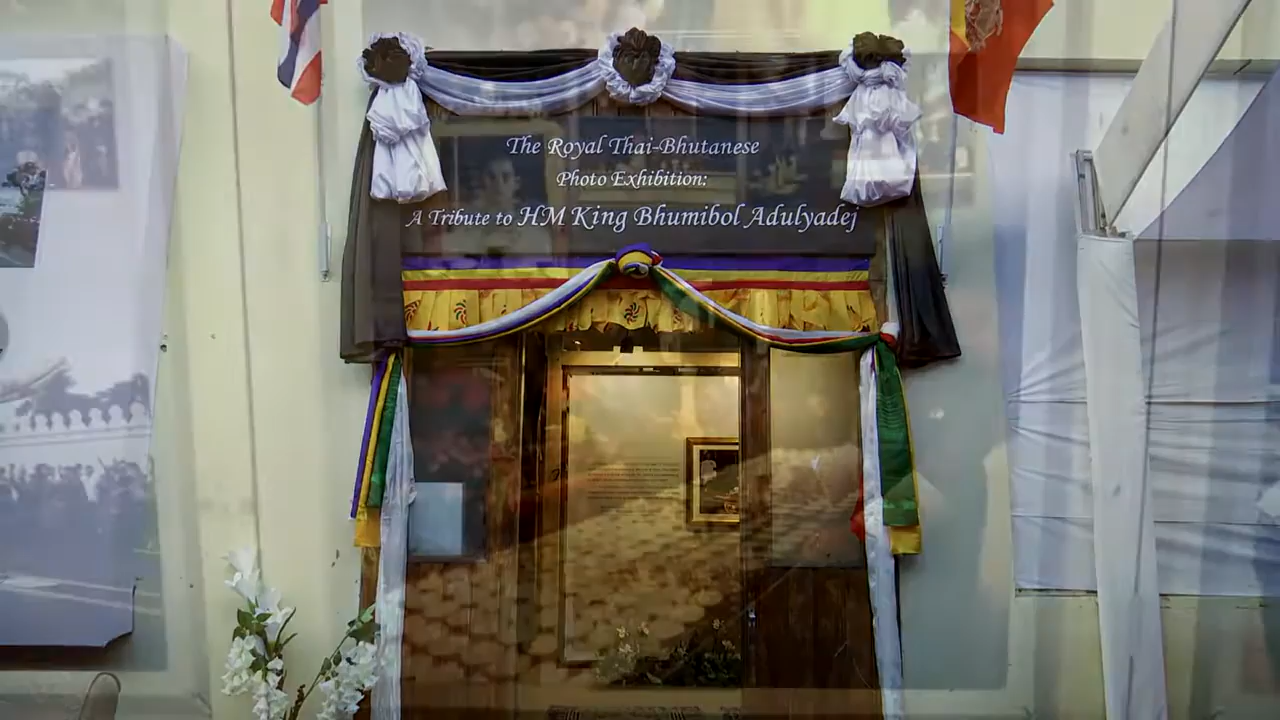 The Royal Thai-Bhutanese
Photo Exhibition:
A Tribute to HM King Bhumibol Adulyadej